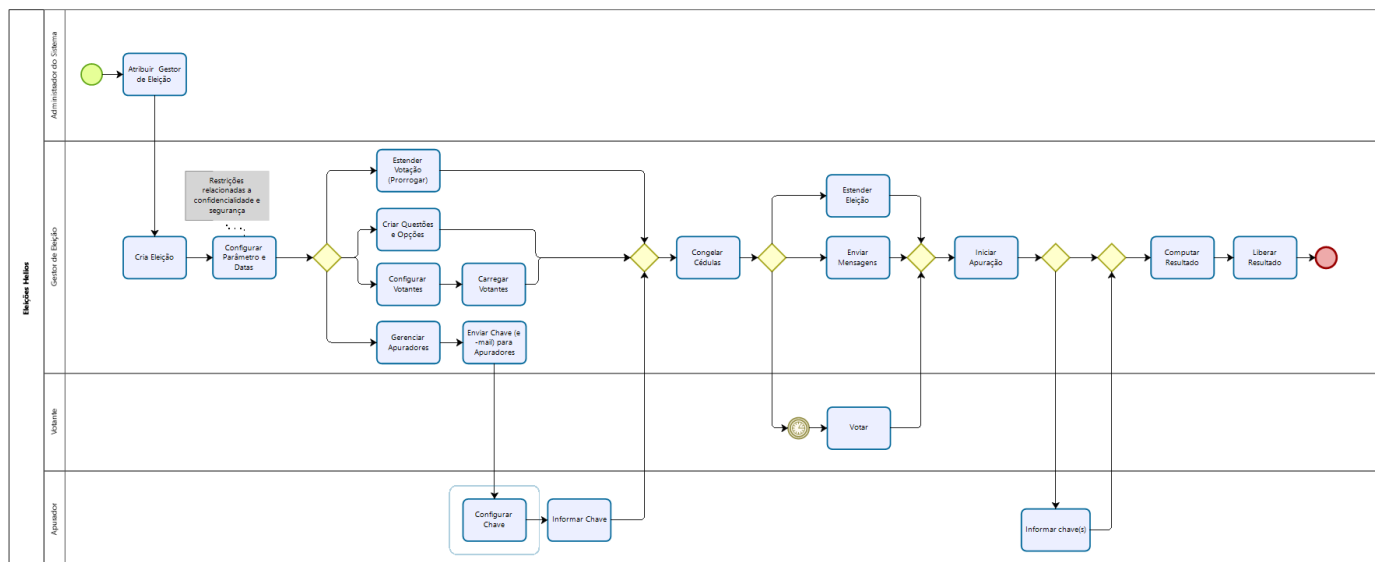 Eleições Helios
Administrador do Sistema
Atribuir Gestor
de Eleição
Gestor de Eleição
Restrições
relacionadas a
confidencialidade e
segurança
Cria Eleição
Configurar
Parâmetro e
Datas
Estender
Votação
(Prorrogar)
Criar Questões
e Opções
Configurar
Votantes
Carregar
Votantes
Gerenciar
Apuradores
Enviar Chave (e
-mail) para
Apuradores
Congelar
Cédulas
Estender
Eleição
Enviar
Mensagens
Iniciar
Apuração
Computar
Resultado
Liberar
Resultado
Votante
Votar
Apurador
Configurar
Chave
Informar Chave
Informar chave(s)